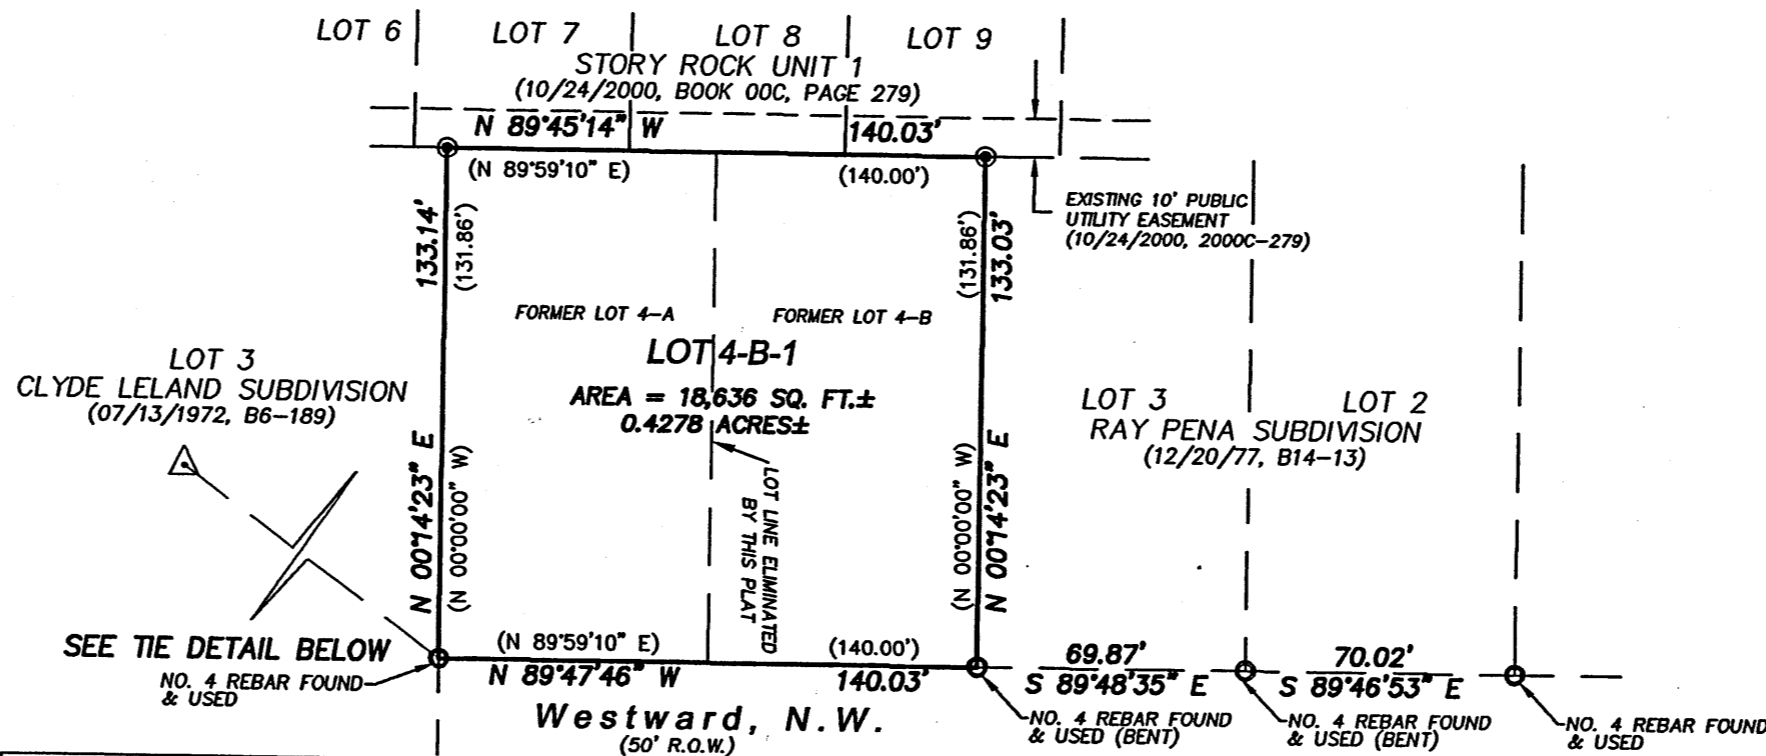 LOT 6
LOT 7
LOT 8
LOT 9
STORY ROCK UNIT 1
(10/24/2000, BOOK 00C, PAGE 279)
N 89°45'14" W
140.03'
(N 89°59'10" E)
(140.00')
EXISTING 10' PUBLIC
UTILITY EASEMENT
(10/24/2000, 2000C-279)
133.14'
(131.86')
(131.86')
133.03'
FORMER LOT 4-A
FORMER LOT 4-B
LOT 4-B-1
AREA = 18,636 SQ. FT.±
0.4278 ACRES±
LOT 3
CLYDE LELAND SUBDIVISION
(07/13/1972, B6-189)
LOT 3
LOT 2
RAY PENA SUBDIVISION
(12/20/77, B14-13)
N 00°14'23" E
(N 00°00'00" W)
LOT LINE ELIMINATED
BY THIS PLAT
(N 00°00'00" W)
N 00°14'23" E
SEE TIE DETAIL BELOW
NO. 4 REBAR FOUND
& USED
(N 89°59'10" E)
(140.00')
N 89°47'46" W
140.03'
69.87'
S 89°48'35" E
70.02'
S 89°46'53" E
Westward, N.W.
(50' R.O.W.)
NO. 4 REBAR FOUND
& USED (BENT)
NO. 4 REBAR FOUND
& USED (BENT)
NO. 4 REBAR FOUND
& USED